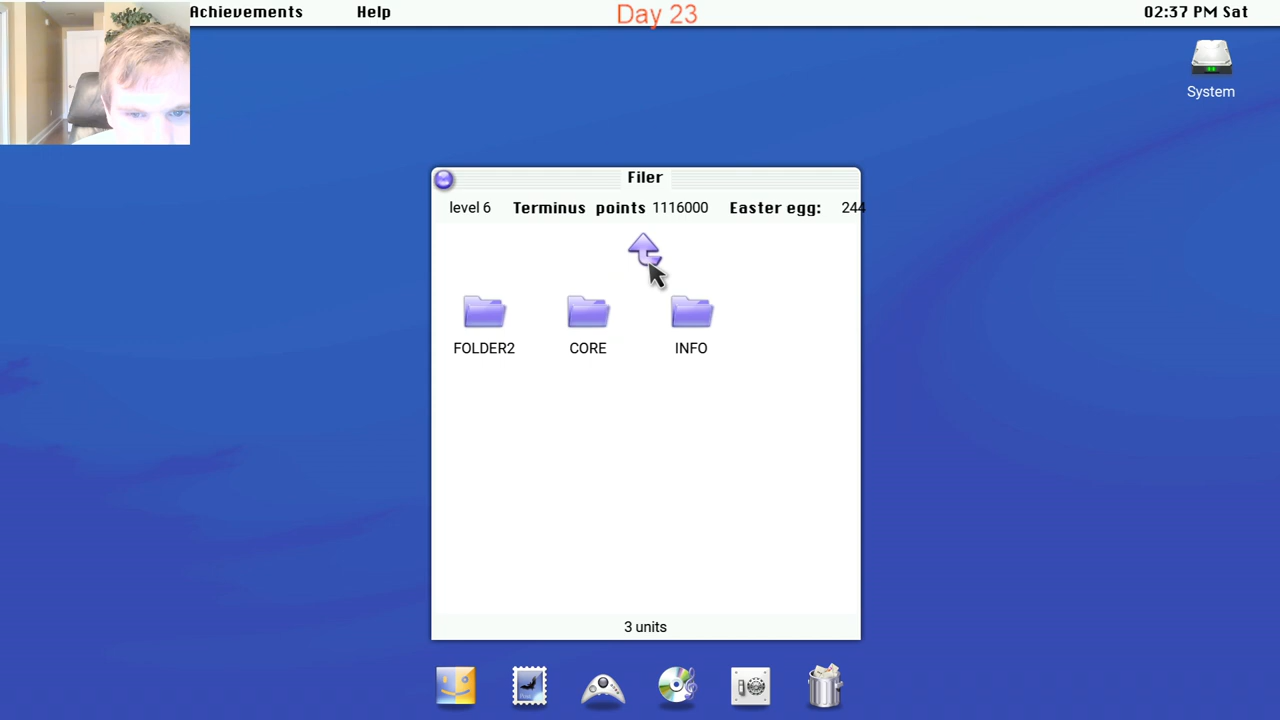 Achievements Help Day 23 02:37 PM Sat
System
Filer
level 6 Terminus points 1116000 Easter egg: 244
FOLDER2 CORE INFO
3 units